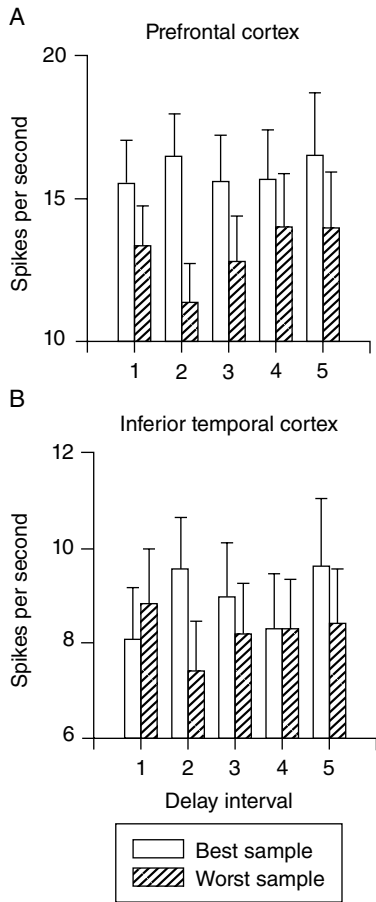 A
Prefrontal cortex
20
15
10
Spikes per second
1 2 3 4 5
B
Inferior temporal cortex
12
10
8
6
Spikes per second
1 2 3 4 5
Delay interval
Best sample
Worst sample